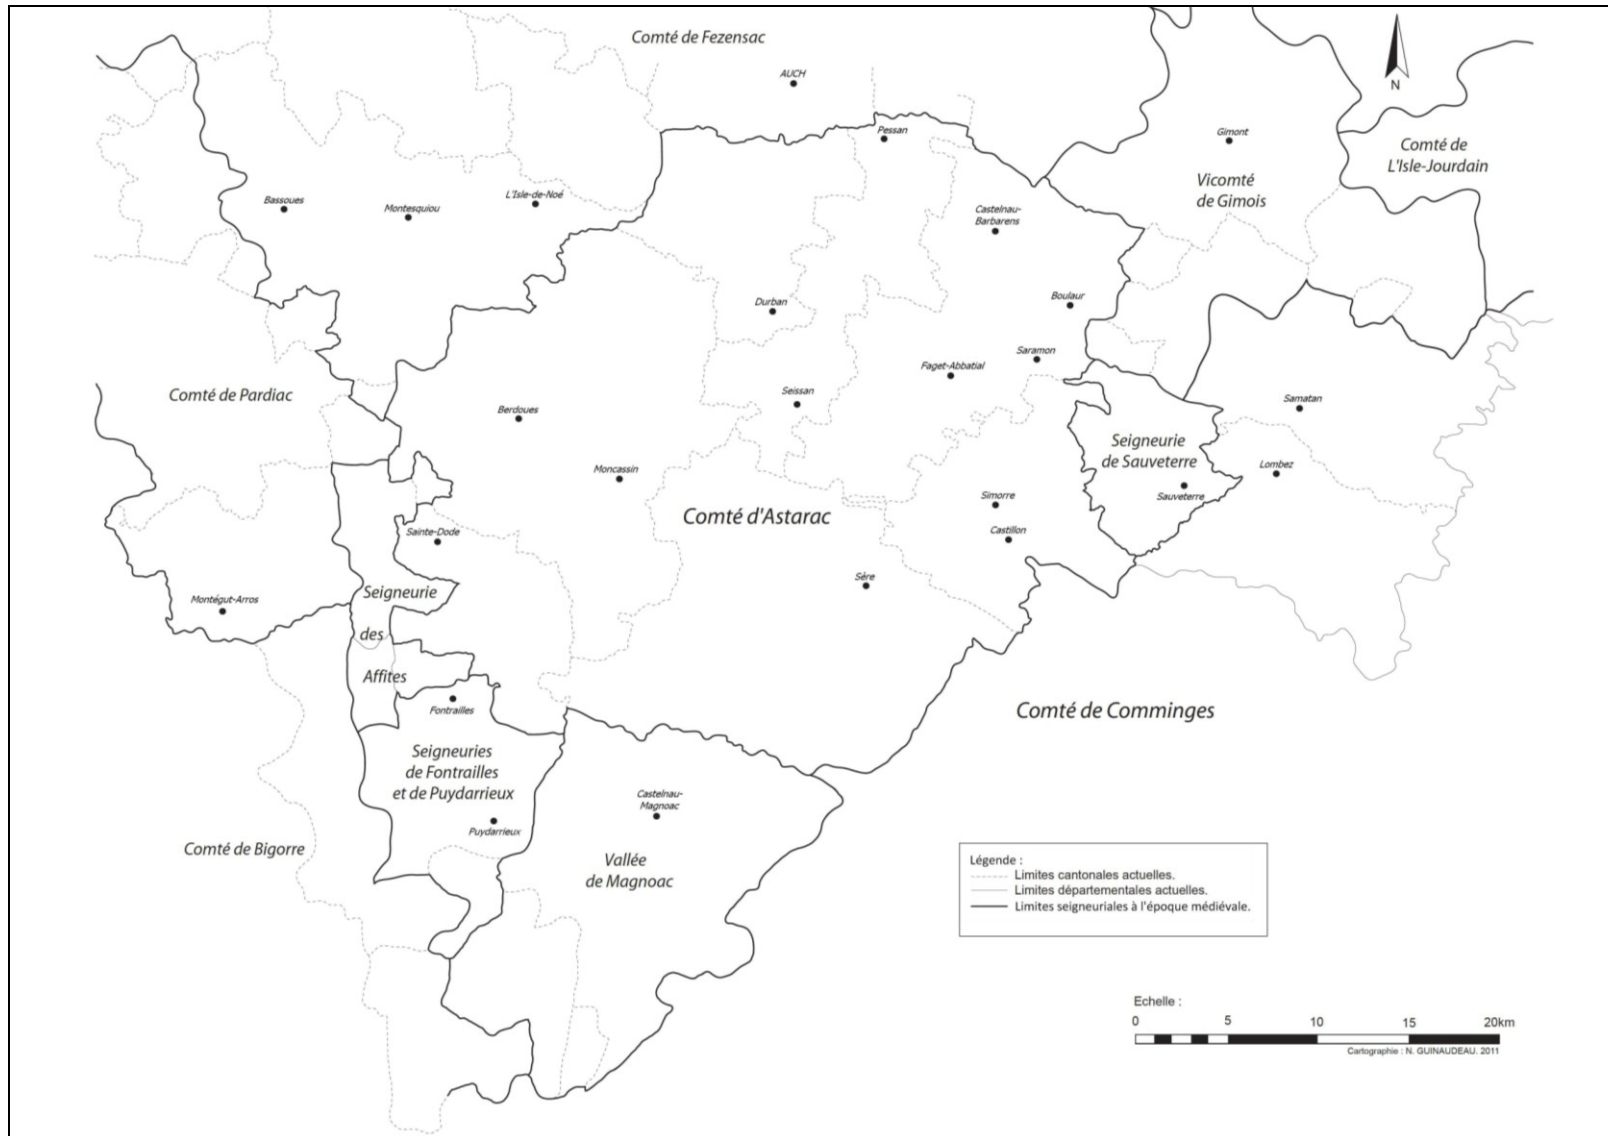 Comté de Fezensac
AUCH
N
Pessan
Gimont
Comté de
L'Isle-Jourdain
Vicomté
de Gimois
Bassoues
Montesquiou
L'Isle-de-Noé
Castelnau-
Barbarens
Durban
Boulaur
Saramon
Faget-Abbatial
Comté de Pardiac
Seissan
Samatan
Berdoues
Seigneurie
de Sauveterre
Moncassin
Lombez
Sauveterre
Simorre
Comté d'Astarac
Castillon
Sainte-Dode
Sère
Seigneurie
des
Affites
Montégut-Arros
Fontrailles
Comté de Comminges
Seigneuries
de Fontrailles
et de Puydarrieux
Castelnau-
Magnoac
Puydarrieux
Comté de Bigorre
Vallée
de Magnoac
Légende :
Limites cantonales actuelles.
Limites départementales actuelles.
Limites seigneuriales à l'époque médiévale.
Echelle :
0 5 10 15 20km
Cartographie : N. GUINAUDEAU. 2011